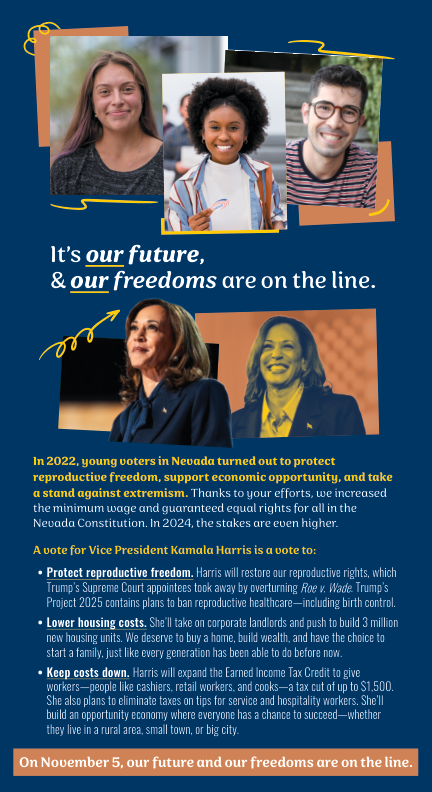 It's our future,
& our freedoms are on the line.
In 2022, young voters in Nevada turned out to protect
reproductive freedom, support economic opportunity, and take
a stand against extremism. Thanks to your efforts, we increased
the minimum wage and guaranteed equal rights for all in the
Nevada Constitution. In 2024, the stakes are even higher.
A vote for Vice President Kamala Harris is a vote to:
• Protect reproductive freedom. Harris will restore our reproductive rights, which
Trump's Supreme Court appointees took away by overturning Roe v. Wade. Trump's
Project 2025 contains plans to ban reproductive healthcare—including birth control.
• Lower housing costs. She'll take on corporate landlords and push to build 3 million
new housing units. We deserve to buy a home, build wealth, and have the choice to
start a family, just like every generation has been able to do before now.
• Keep costs down. Harris will expand the Earned Income Tax Credit to give
workers—people like cashiers, retail workers, and cooks—a tax cut of up to $1,500.
She also plans to eliminate taxes on tips for service and hospitality workers. She'll
build an opportunity economy where everyone has a chance to succeed—whether
they live in a rural area, small town, or big city.
On November 5, our future and our freedoms are on the line.